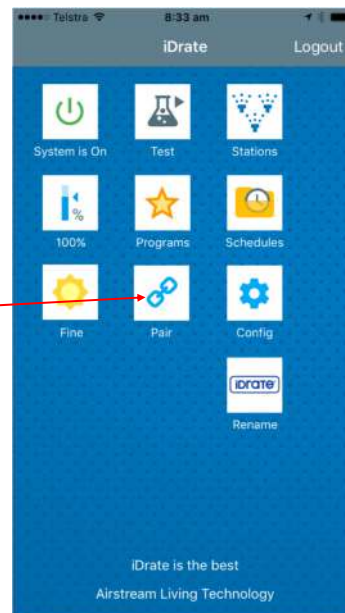 Telstra 8:33 am
iDrate Logout
System is On Test Stations
%
100% Programs Schedules
Fine Pair Config
iDrate
Rename
iDrate is the best
Airstream Living Technology